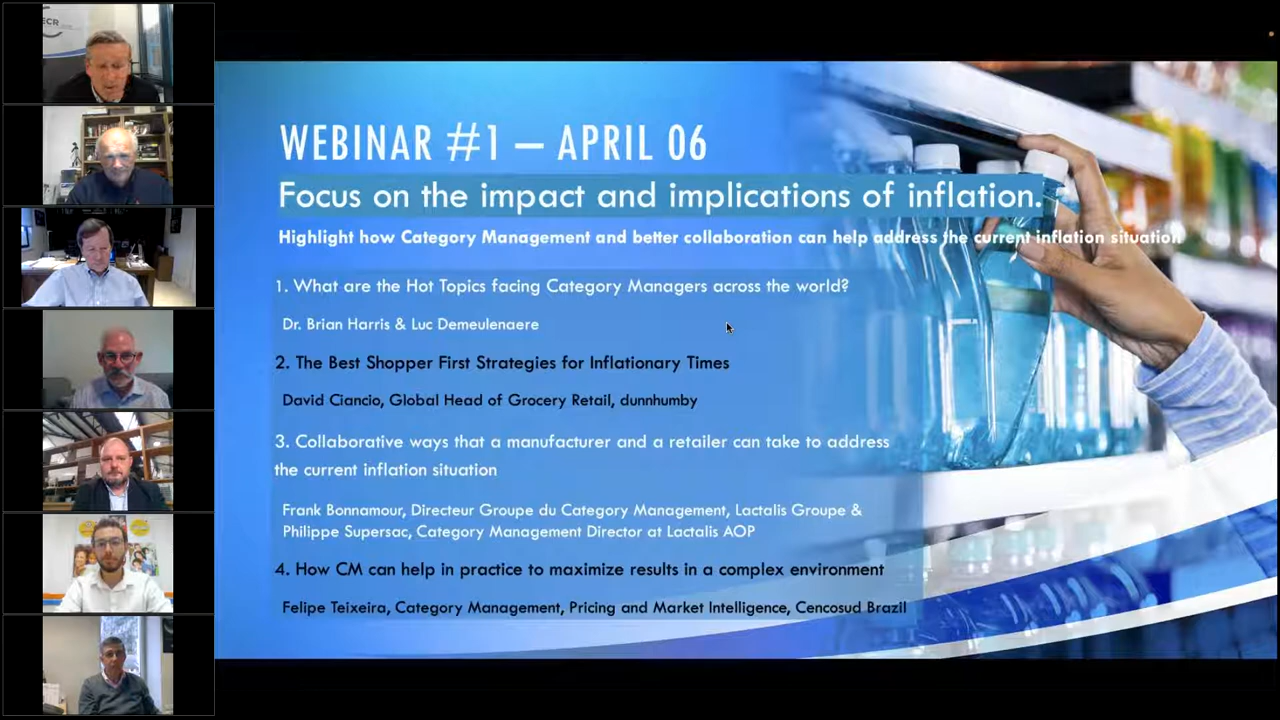 ECR
WEBINAR #1 – APRIL 06
Focus on the impact and implications of inflation.
Highlight how Category Management and better collaboration can help address the current inflation situation
1. What are the Hot Topics facing Category Managers across the world?
Dr. Brian Harris & Luc Demeulenaere
2. The Best Shopper First Strategies for Inflationary Times
David Ciancio, Global Head of Grocery Retail, dunnhumby
3. Collaborative ways that a manufacturer and a retailer can take to address
the current inflation situation
Frank Bonnamour, Directeur Groupe du Category Management, Lactalis Groupe &
Philippe Supersac, Category Management Director at Lactalis AOP
4. How CM can help in practice to maximize results in a complex environment
Felipe Teixeira, Category Management, Pricing and Market Intelligence, Cencosud Brazil